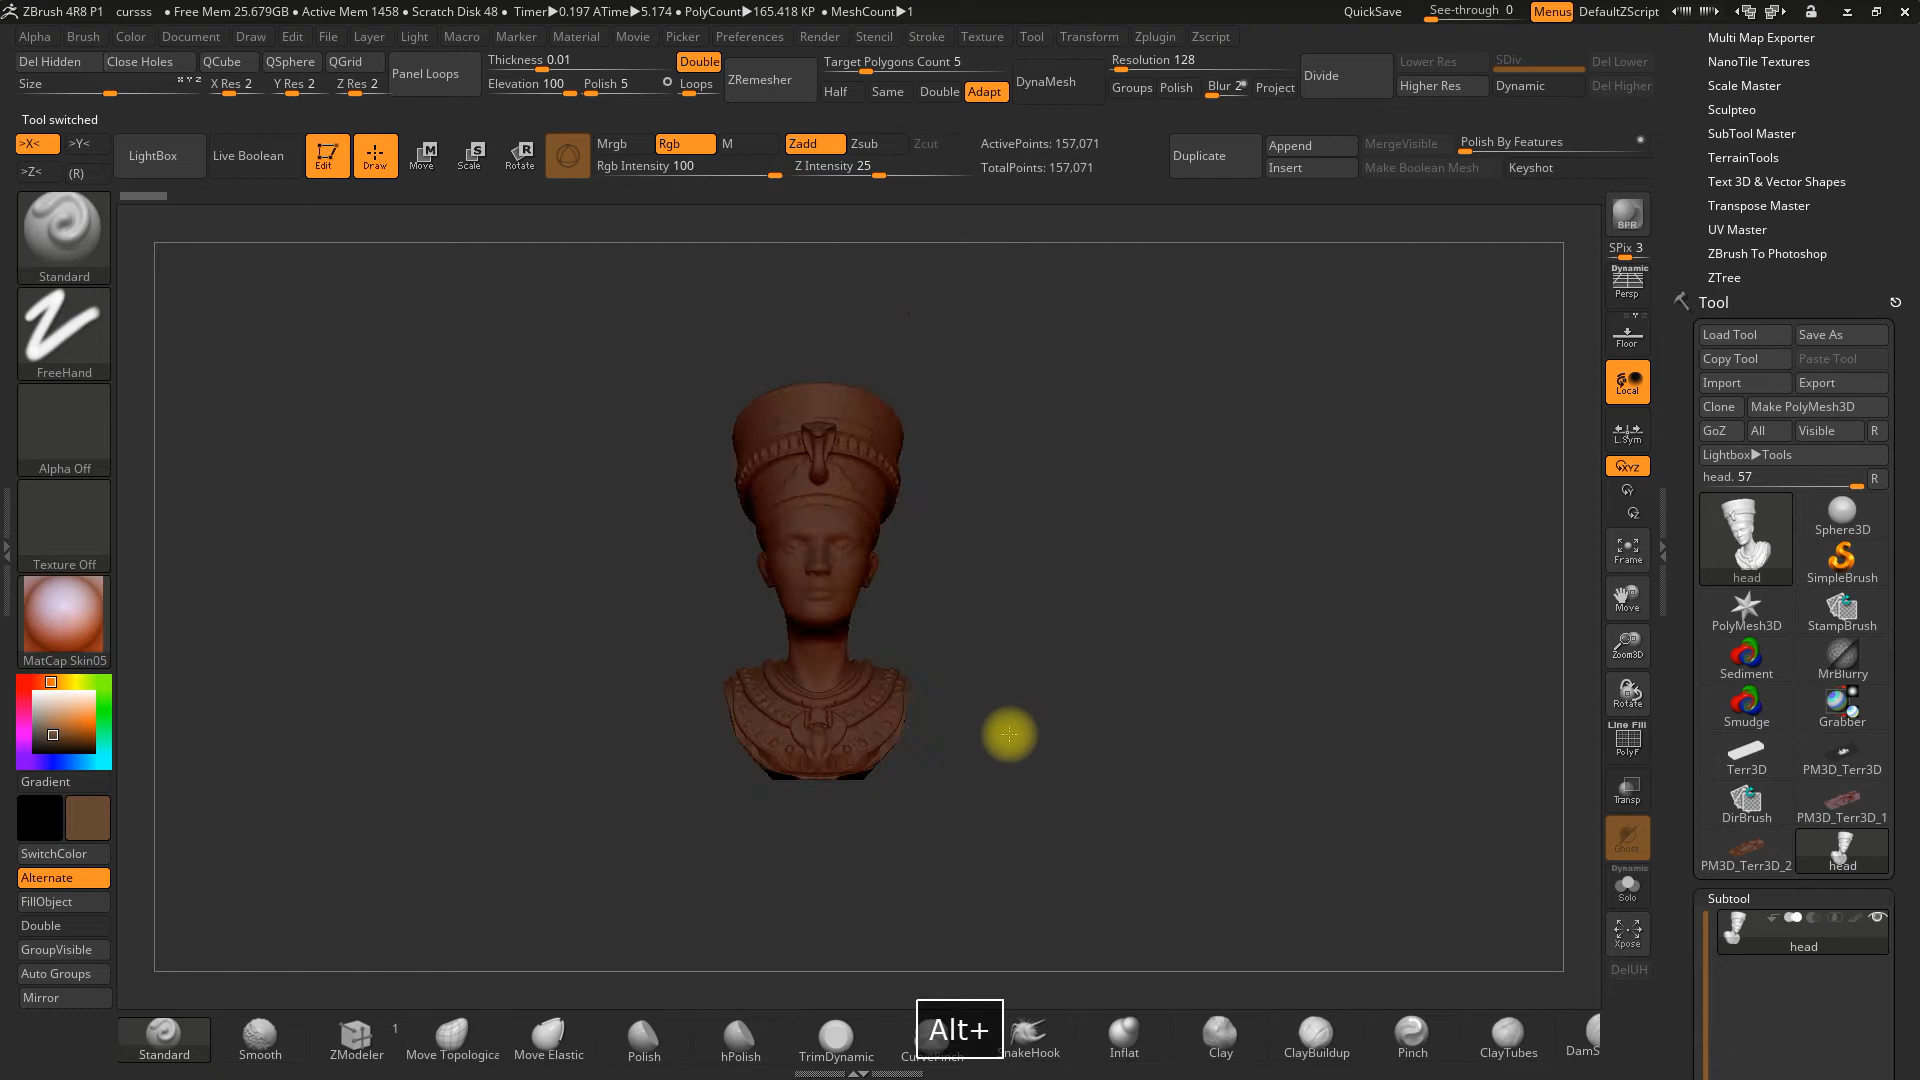 ZBrush 4R8 P1 cursss • Free Mem 25.679GB • Active Mem 1458 • Scratch Disk 48 • Timer▶0.197 ATime▶5.174 • PolyCount▶165.418 KP • MeshCount▶1 QuickSave See-through 0 Menus DefaultZScript
Alpha Brush Color Document Draw Edit File Layer Light Macro Marker Material Movie Picker Preferences Render Stencil Stroke Texture Tool Transform Zplugin Zscript
Del Hidden Close Holes QCube QSphere QGrid Panel Loops Thickness 0.01 Double ZRemesher Target Polygons Count 5 DynaMesh Resolution 128 Divide Lower Res SDiv Del Lower
Size X Res 2 Y Res 2 Z Res 2 Elevation 100 Polish 5 Loops Half Same Double Adapt Groups Polish Blur 2 Project Higher Res Dynamic Del Higher
Tool switched
>X< >Y< LightBox Live Boolean Edit Draw Move Scale Rotate Mrgb Rgb M Zadd Zsub Zcut ActivePoints: 157,071 Duplicate Append MergeVisible Polish By Features
>Z< (R) Rgb Intensity 100 Z Intensity 25 TotalPoints: 157,071 Insert Make Boolean Mesh Keyshot
Standard
FreeHand
Alpha Off
Texture Off
MatCap Skin05
Gradient
SwitchColor
Alternate
FillObject
Double
GroupVisible
Auto Groups
Mirror
BPR
SPix 3
Dynamic
Persp
Floor
Local
L.Sym
XYZ
Y
Z
Frame
Move
Zoom3D
Rotate
Line Fill
PolyF
Transp
Ghost
Dynamic
Solo
Xpose
DelUH
Multi Map Exporter
NanoTile Textures
Scale Master
Sculpteo
SubTool Master
TerrainTools
Text 3D & Vector Shapes
Transpose Master
UV Master
ZBrush To Photoshop
ZTree
Tool
Load Tool Save As
Copy Tool Paste Tool
Import Export
Clone Make PolyMesh3D
GoZ All Visible R
Lightbox▶Tools
head. 57 R
head Sphere3D
SimpleBrush
PolyMesh3D StampBrush
Sediment MrBlurry
Smudge Grabber
Terr3D PM3D_Terr3D
DirBrush PM3D_Terr3D_1
PM3D_Terr3D_2 head
Subtool
head
Alt+
1
Standard Smooth ZModeler Move Topologica Move Elastic Polish hPolish TrimDynamic SnakeHook Inflat Clay ClayBuildup Pinch ClayTubes DamS